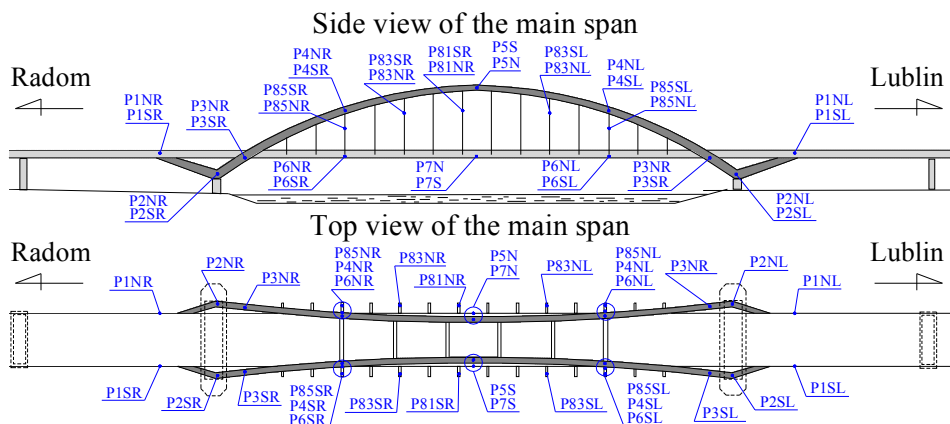 Side view of the main span
Radom
Lublin
P5S
P5N
P81SR
P81NR
P83SR
P83NR
P83SL
P83NL
P4NR
P4SR
P4NL
P4SL
P85SR
P85NR
P85SL
P85NL
P1NR
P1SR
P3NR
P3SR
P1NL
P1SL
P6NR
P6SR
P7N
P7S
P6NL
P6SL
P3NR
P3SR
P2NR
P2SR
P2NL
P2SL
Top view of the main span
Radom
Lublin
P1NR
P2NR
P3NR
P85NR
P4NR
P6NR
P83NR
P81NR
P5N
P7N
P83NL
P85NL
P4NL
P6NL
P3NR
P2NL
P1NL
P1SR
P2SR
P3SR
P85SR
P4SR
P6SR
P83SR
P81SR
P5S
P7S
P83SL
P85SL
P4SL
P6SL
P3SL
P2SL
P1SL